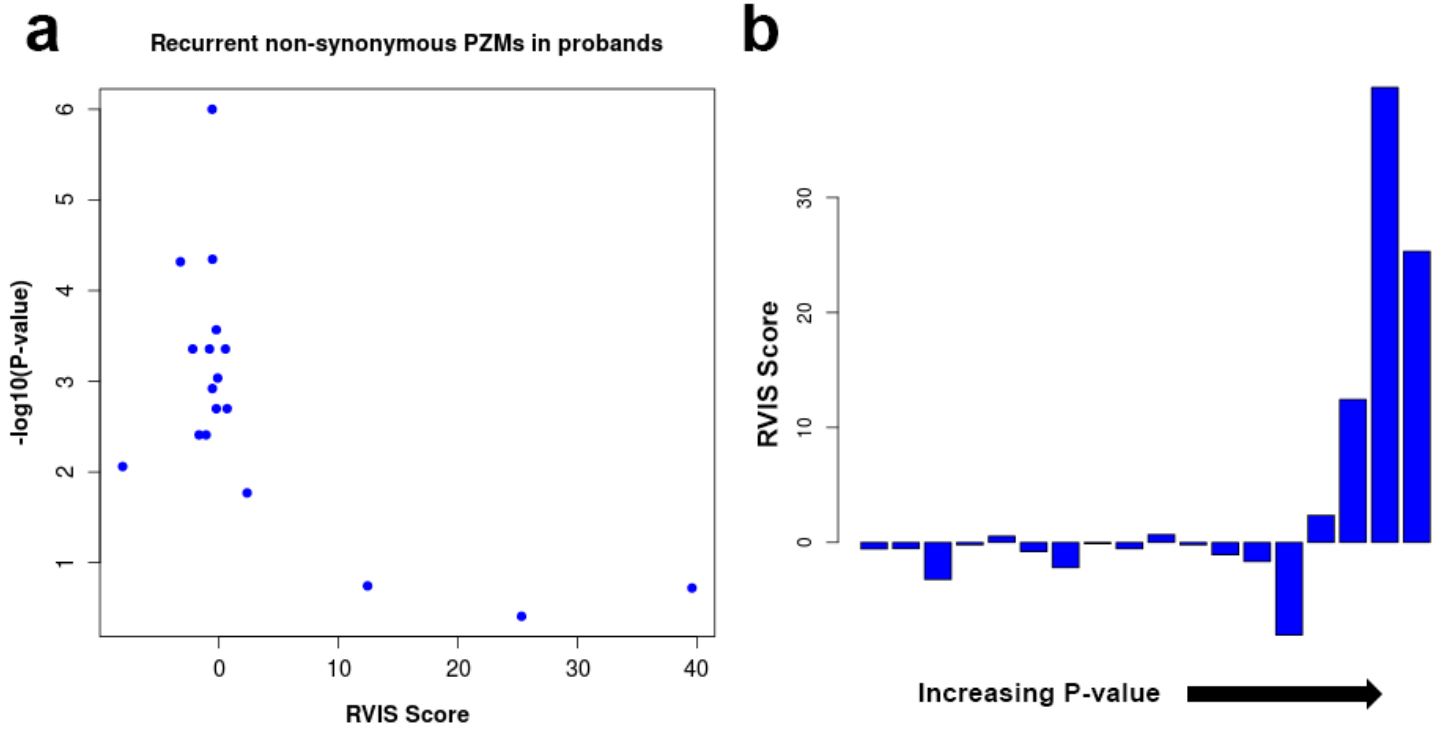 a
Recurrent non-synonymous PZMs in probands
-log10(P-value)
6
5
4
3
2
1
0 10 20 30 40
RVIS Score
b
RVIS Score
30
20
10
0
Increasing P-value